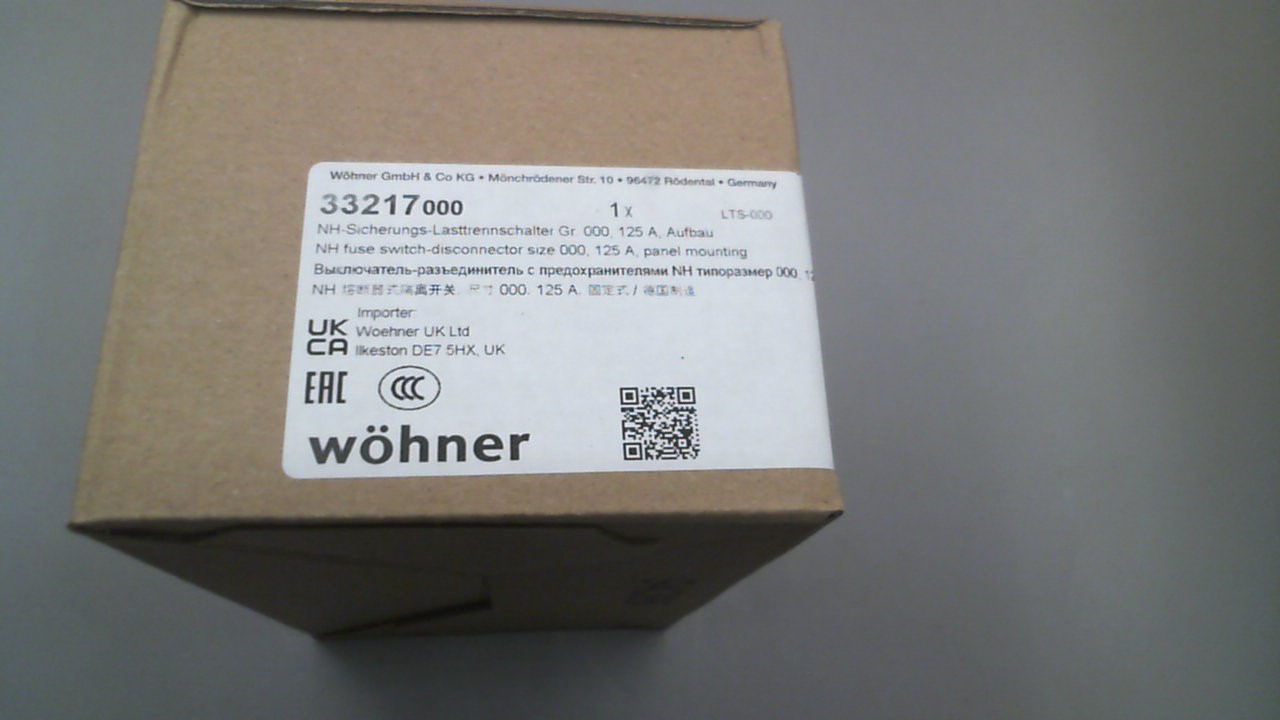 Wöhner GmbH & Co KG • Mönchrödener Str. 10 • 96472 Rödental • Germany
33217000 1 x LTS-000
NH-Sicherungs-Lasttrennschalter Gr. 000, 125 A, Aufbau
NH fuse switch-disconnector size 000, 125 A, panel mounting
Выключатель-разъединитель с предохранителями NH типоразмер 000, 12
NH 熔断器式隔离开关, 尺寸 000, 125 A, 固定式 / 德国制造
Importer
UK Woehner UK Ltd
CA Ilkeston DE7 5HX, UK
EAC CCC
wöhner